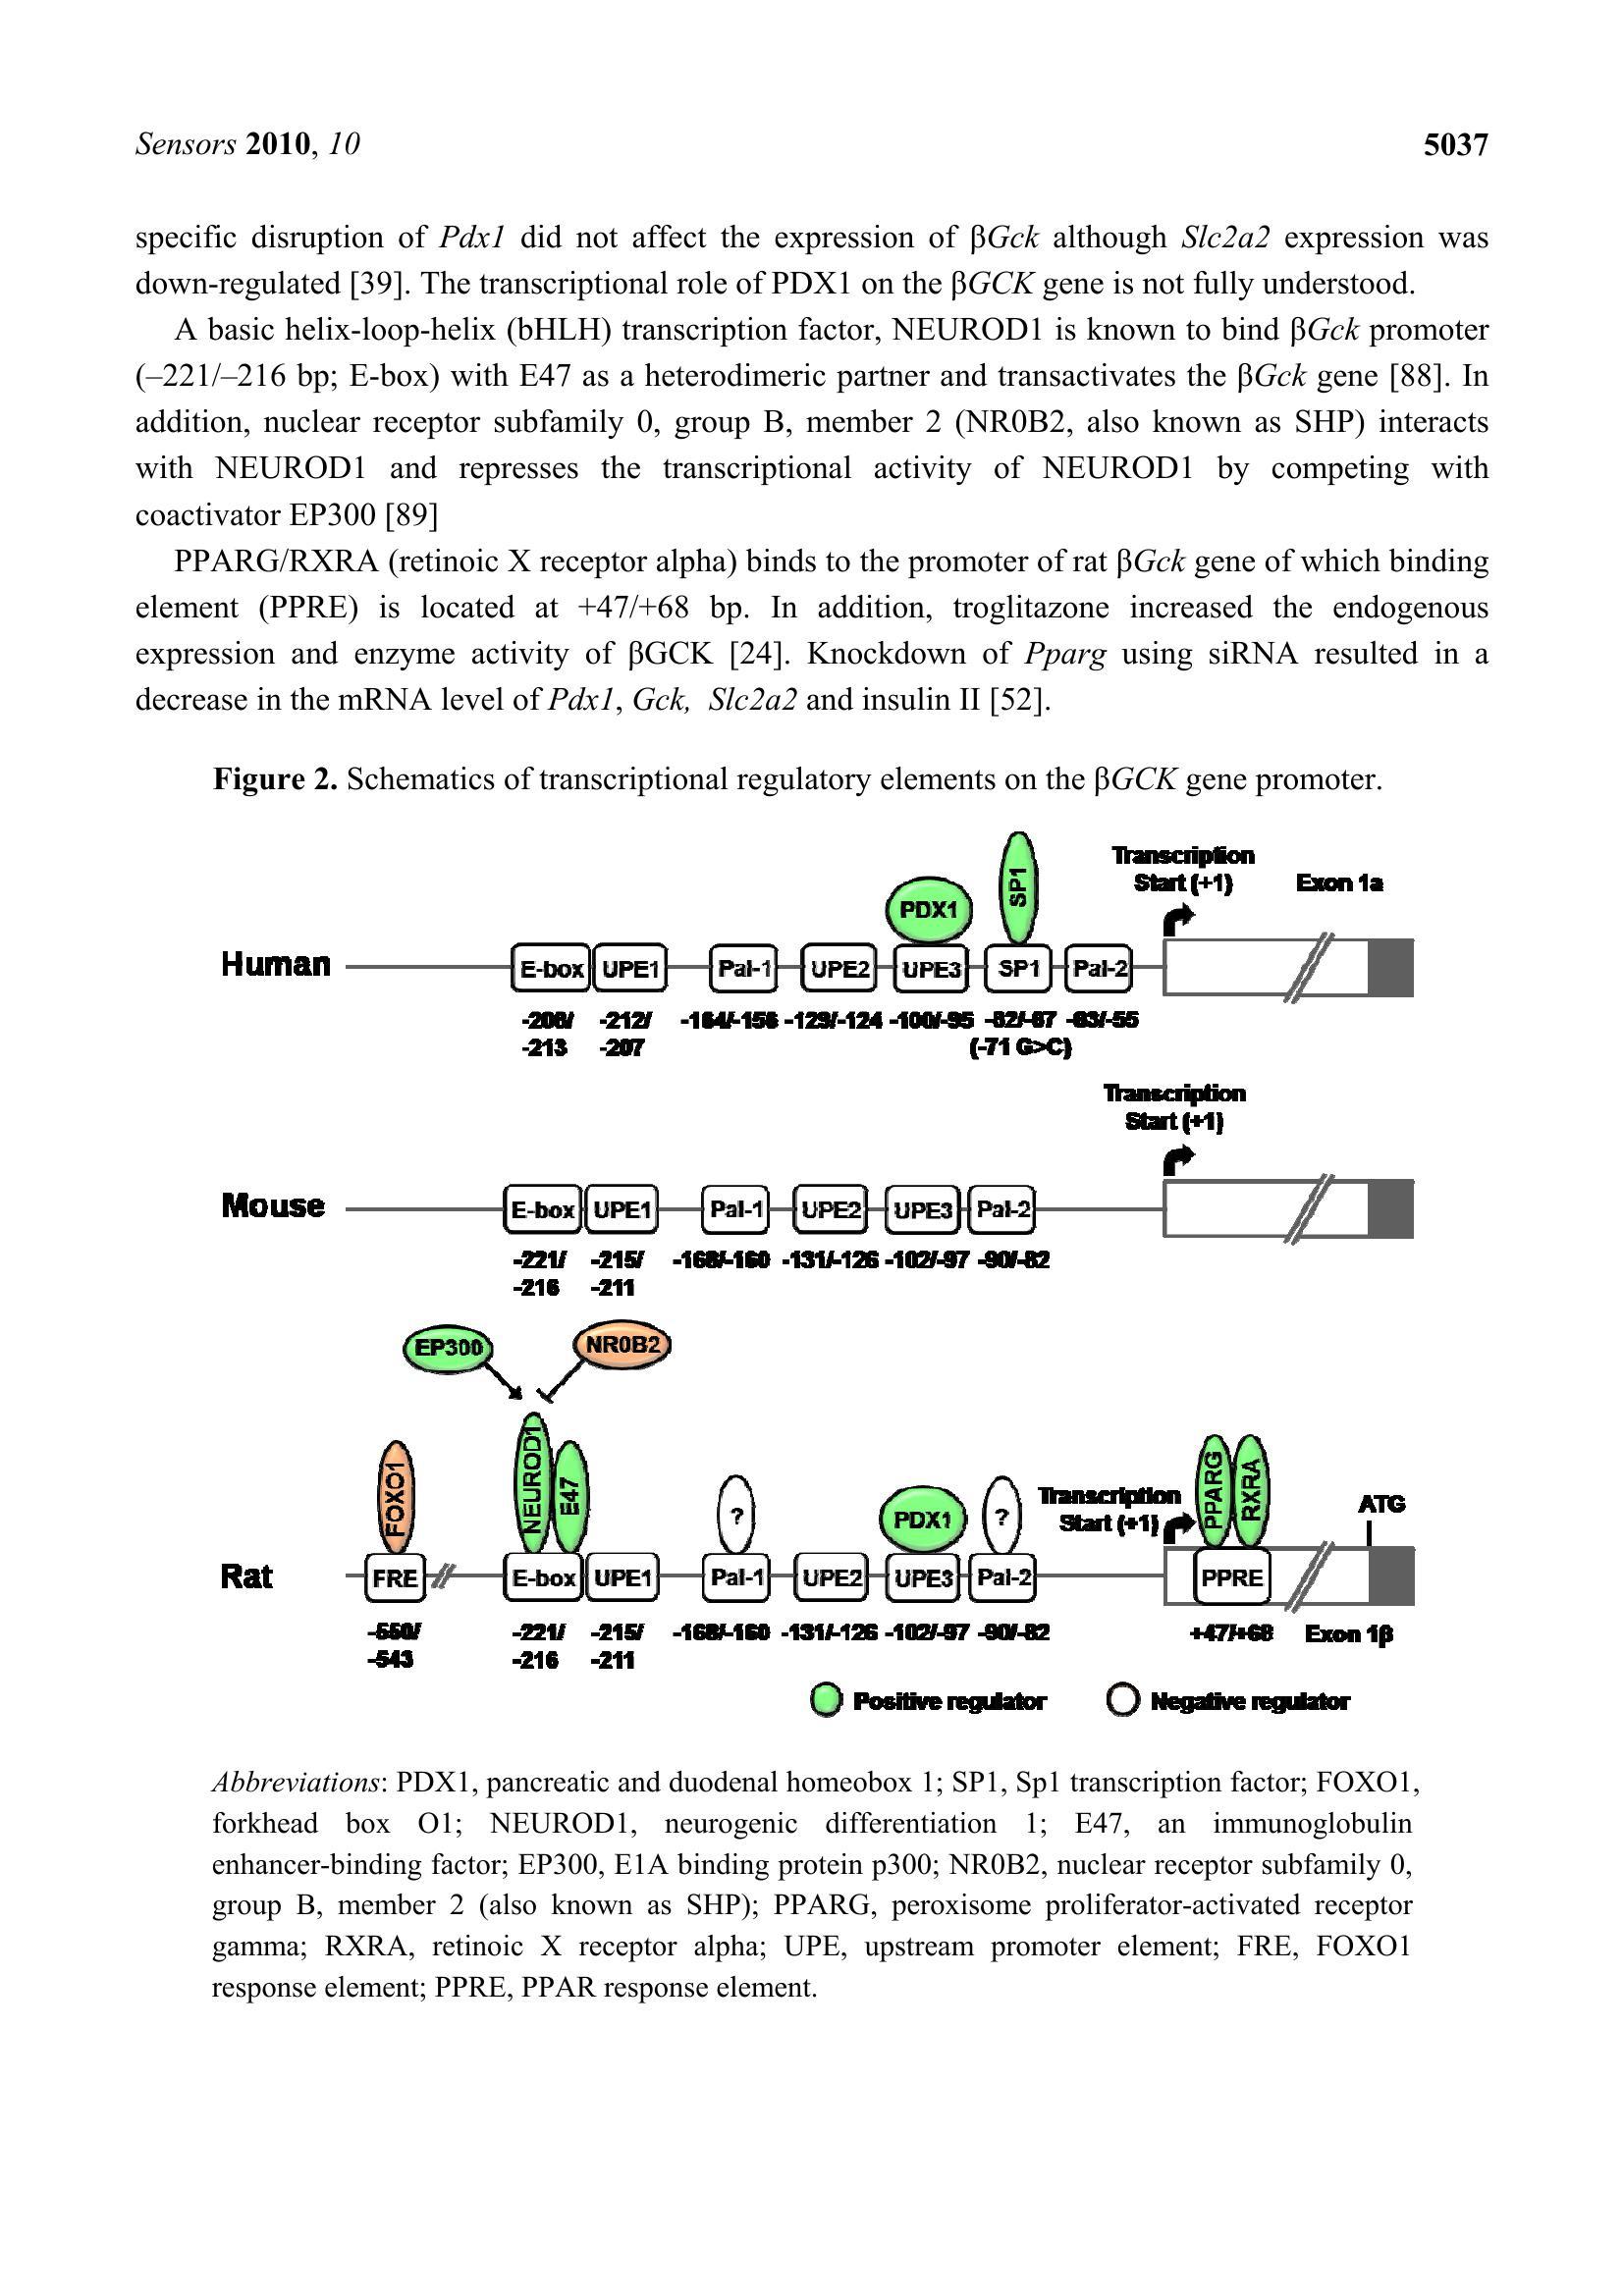 Sensors 2010, 10 5037
specific disruption of Pdx1 did not affect the expression of βGck although Slc2a2 expression was
down-regulated [39]. The transcriptional role of PDX1 on the βGCK gene is not fully understood.
A basic helix-loop-helix (bHLH) transcription factor, NEUROD1 is known to bind βGck promoter
(–221/–216 bp; E-box) with E47 as a heterodimeric partner and transactivates the βGck gene [88]. In
addition, nuclear receptor subfamily 0, group B, member 2 (NR0B2, also known as SHP) interacts
with NEUROD1 and represses the transcriptional activity of NEUROD1 by competing with
coactivator EP300 [89]
PPARG/RXRA (retinoic X receptor alpha) binds to the promoter of rat βGck gene of which binding
element (PPRE) is located at +47/+68 bp. In addition, troglitazone increased the endogenous
expression and enzyme activity of βGCK [24]. Knockdown of Pparg using siRNA resulted in a
decrease in the mRNA level of Pdx1, Gck, Slc2a2 and insulin II [52].
Figure 2. Schematics of transcriptional regulatory elements on the βGCK gene promoter.
Transcription
Start (+1)
Exon 1a
PDX1
SP1
Human
E-box UPE1 Pal-1 UPE2 UPE3 SP1 Pal-2
-212/ -129/-124 -100/-95 -63/-55
-213 -207 (-71 G>C)
Transcription
Start (+1)
Mouse
E-box UPE1 Pal-1 UPE2 UPE3 Pal-2
-221/ -215/ -168/-160 -131/-126 -102/-97 -90/-82
-216 -211
EP300 NR0B2
FOXO1 NEUROD1 E47 ? PDX1 ?
Transcription
Start (+1)
PPARG RXRA
ATG
Rat
FRE E-box UPE1 Pal-1 UPE2 UPE3 Pal-2 PPRE
-550/ -221/ -215/ -168/-160 -131/-126 -102/-97 -90/-82 +47/+68 Exon 1β
-543 -216 -211
Positive regulator Negative regulator
Abbreviations: PDX1, pancreatic and duodenal homeobox 1; SP1, Sp1 transcription factor; FOXO1,
forkhead box O1; NEUROD1, neurogenic differentiation 1; E47, an immunoglobulin
enhancer-binding factor; EP300, E1A binding protein p300; NR0B2, nuclear receptor subfamily 0,
group B, member 2 (also known as SHP); PPARG, peroxisome proliferator-activated receptor
gamma; RXRA, retinoic X receptor alpha; UPE, upstream promoter element; FRE, FOXO1
response element; PPRE, PPAR response element.